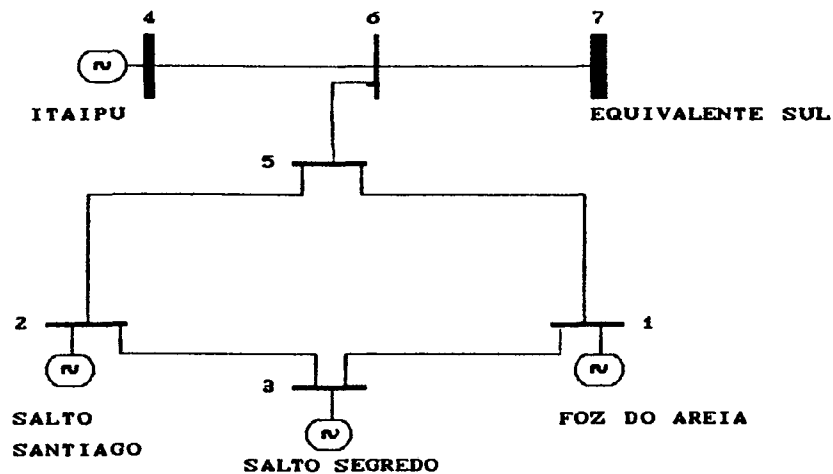 4
6
7
~
ITAIPU
EQUIVALENTE SUL
5
2
1
~
3
~
SALTO
SANTIAGO
~
FOZ DO AREIA
SALTO SEGREDO